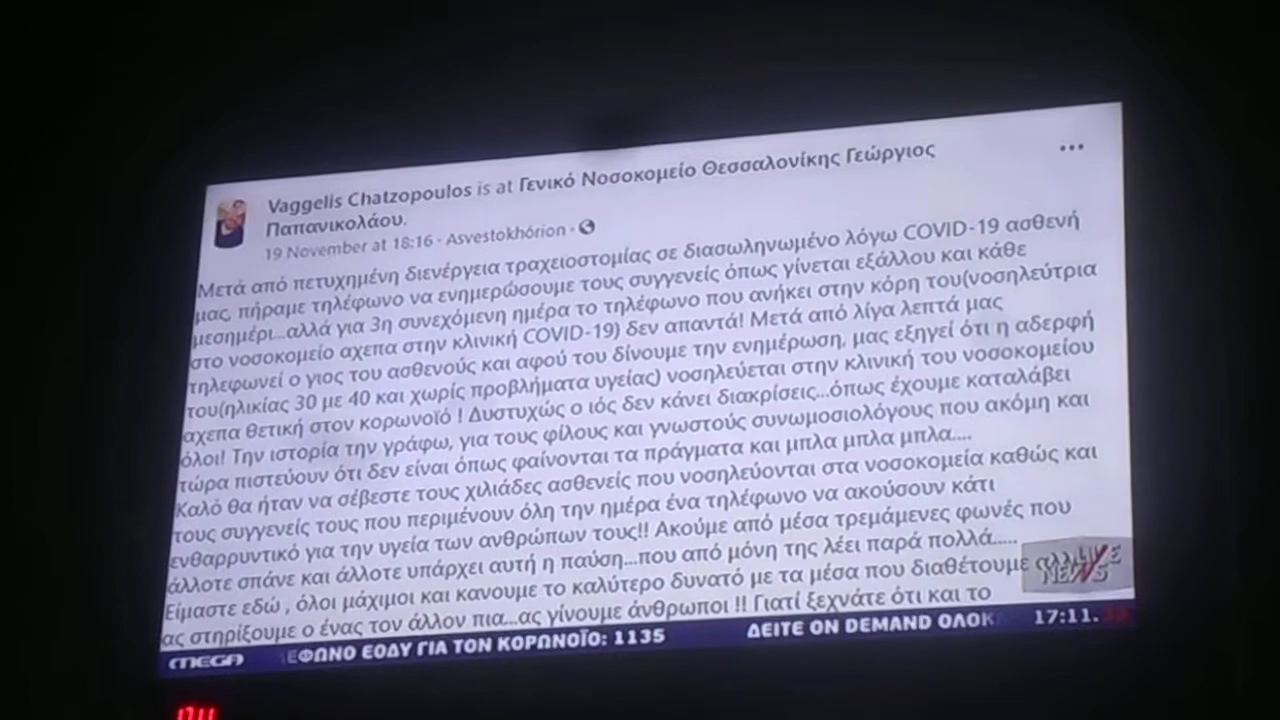 Vaggelis Chatzopoulos is at Γενικό Νοσοκομείο Θεσσαλονίκης Γεώργιος
Παπανικολάου.
19 November at 18:16 · Asvestokhórion ·
Μετά από πετυχημένη διενέργεια τραχειοστομίας σε διασωληνωμένο λόγω COVID-19 ασθενή
μας, πήραμε τηλέφωνο να ενημερώσουμε τους συγγενείς όπως γίνεται εξάλλου και κάθε
μεσημέρι...αλλά για 3η συνεχόμενη ημέρα το τηλέφωνο που ανήκει στην κόρη του(νοσηλεύτρια
στο νοσοκομείο αχεπα στην κλινική COVID-19) δεν απαντά! Μετά από λίγα λεπτά μας
τηλεφωνεί ο γιος του ασθενούς και αφού του δίνουμε την ενημέρωση, μας εξηγεί ότι η αδερφή
του(ηλικίας 30 με 40 και χωρίς προβλήματα υγείας) νοσηλεύεται στην κλινική του νοσοκομείου
αχεπα θετική στον κορωνοϊό ! Δυστυχώς ο ιός δεν κάνει διακρίσεις...όπως έχουμε καταλάβει
όλοι! Την ιστορία την γράφω, για τους φίλους και γνωστούς συνωμοσιολόγους που ακόμη και
τώρα πιστεύουν ότι δεν είναι όπως φαίνονται τα πράγματα και μπλα μπλα μπλα....
Καλό θα ήταν να σέβεστε τους χιλιάδες ασθενείς που νοσηλεύονται στα νοσοκομεία καθώς και
τους συγγενείς τους που περιμένουν όλη την ημέρα ένα τηλέφωνο να ακούσουν κάτι
ενθαρρυντικό για την υγεία των ανθρώπων τους!! Ακούμε από μέσα τρεμάμενες φωνές που
άλλοτε σπάνε και άλλοτε υπάρχει αυτή η παύση...που από μόνη της λέει παρά πολλά.....
Είμαστε εδώ , όλοι μάχιμοι και κανουμε το καλύτερο δυνατό με τα μέσα που διαθέτουμε
ας στηρίξουμε ο ένας τον άλλον πια...ας γίνουμε άνθρωποι !! Γιατί ξεχνάτε ότι και το
LIVE NEWS
MEGA ΕΦΩΝΟ ΕΟΔΥ ΓΙΑ ΤΟΝ ΚΟΡΩΝΟΪΟ: 1135 ΔΕΙΤΕ ON DEMAND ΟΛΟΚ 17:11.